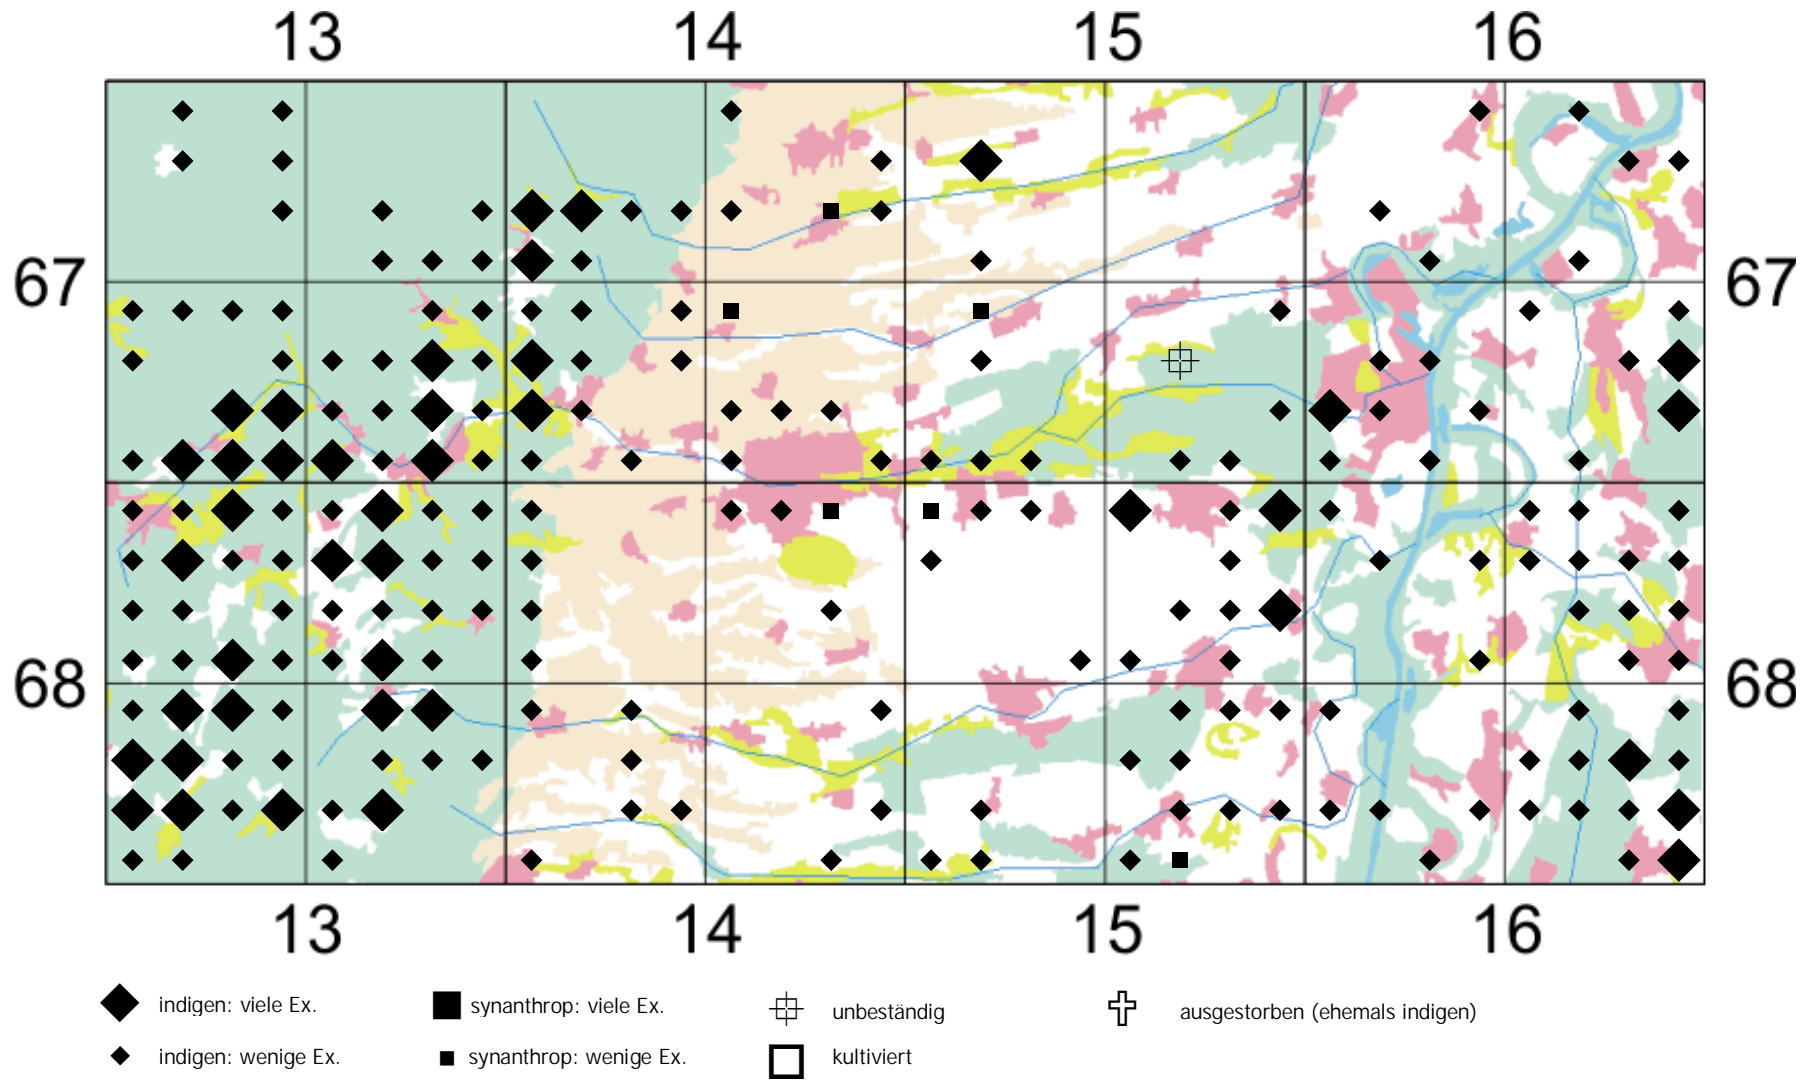 13 14 15 16
67 67
68 68
13 14 15 16
indigen: viele Ex. synanthrop: viele Ex. unbeständig ausgestorben (ehemals indigen)
indigen: wenige Ex. synanthrop: wenige Ex. kultiviert